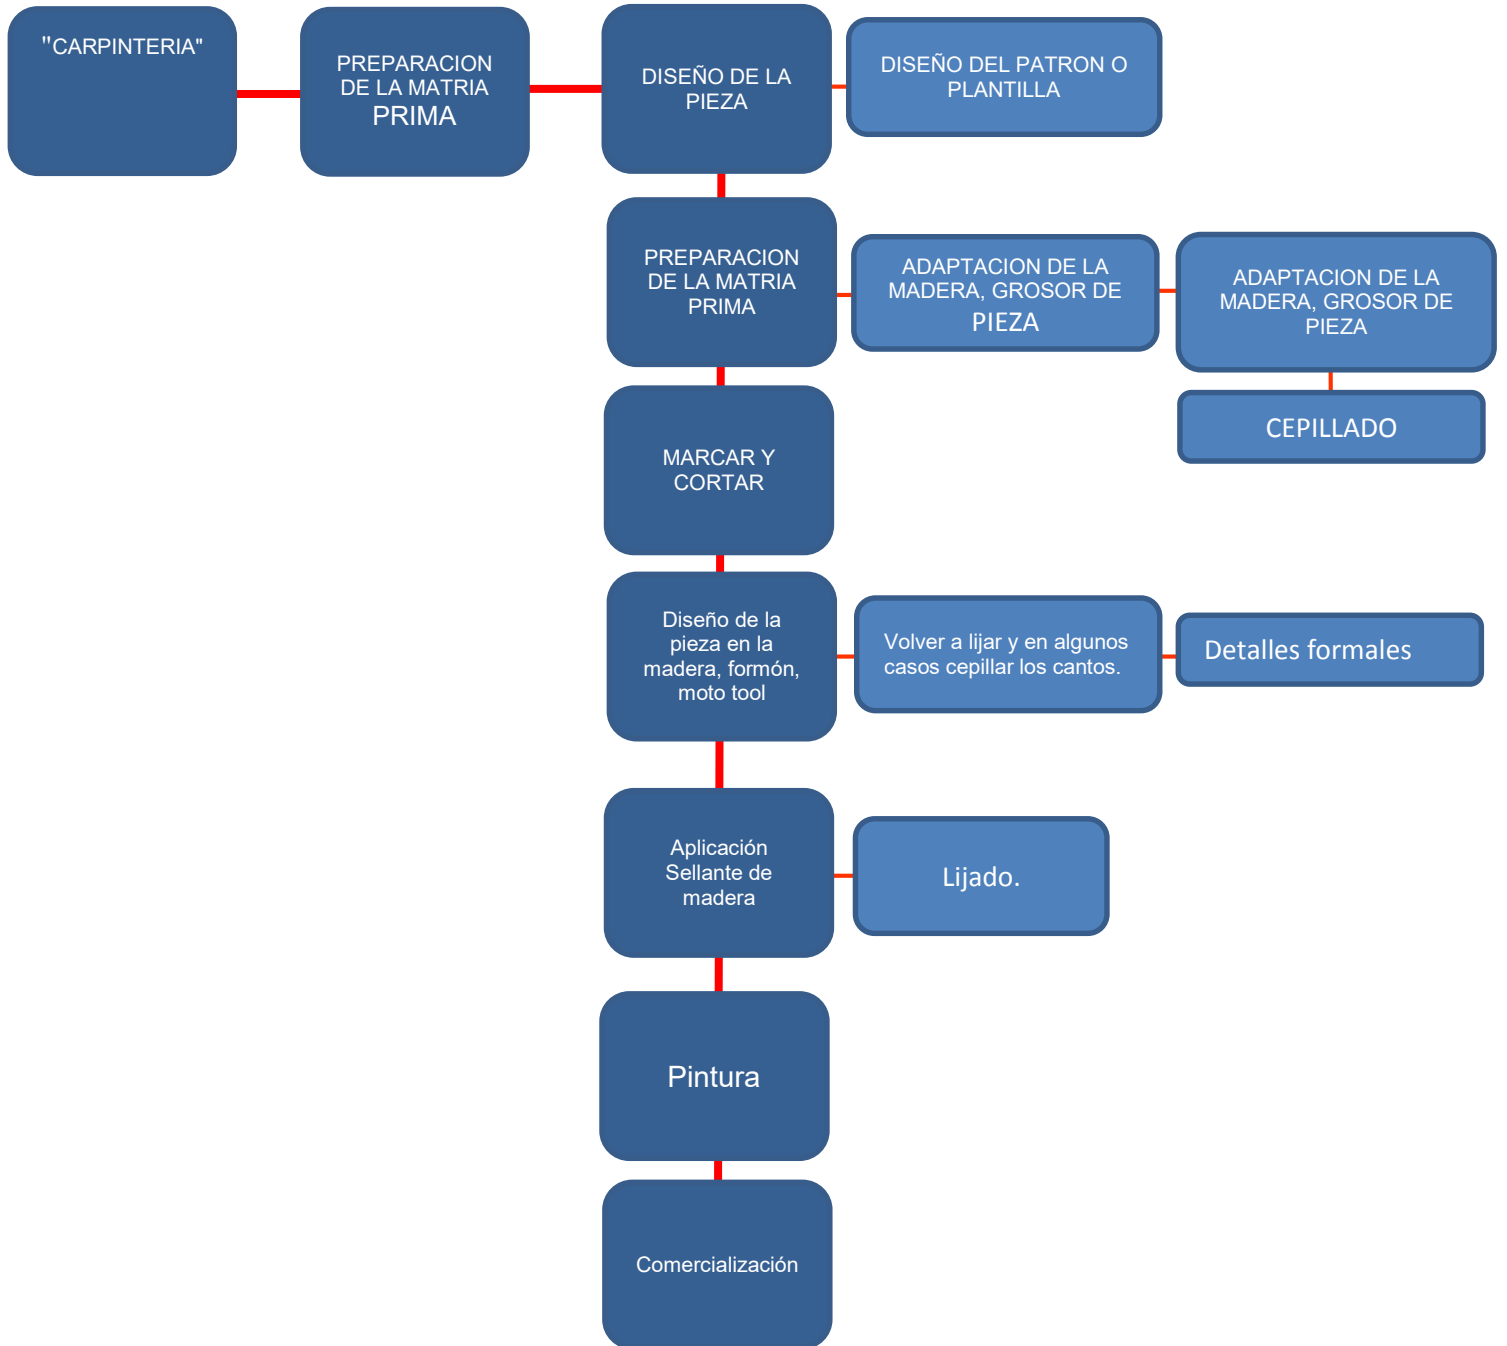 "CARPINTERIA"
PREPARACION
DE LA MATRIA
PRIMA
DISEÑO DE LA
PIEZA
DISEÑO DEL PATRON O
PLANTILLA
PREPARACION
DE LA MATRIA
PRIMA
ADAPTACION DE LA
MADERA, GROSOR DE
PIEZA
ADAPTACION DE LA
MADERA, GROSOR DE
PIEZA
CEPILLADO
MARCAR Y
CORTAR
Diseño de la
pieza en la
madera, formón,
moto tool
Volver a lijar y en algunos
casos cepillar los cantos.
Detalles formales
Aplicación
Sellante de
madera
Lijado.
Pintura
Comercialización